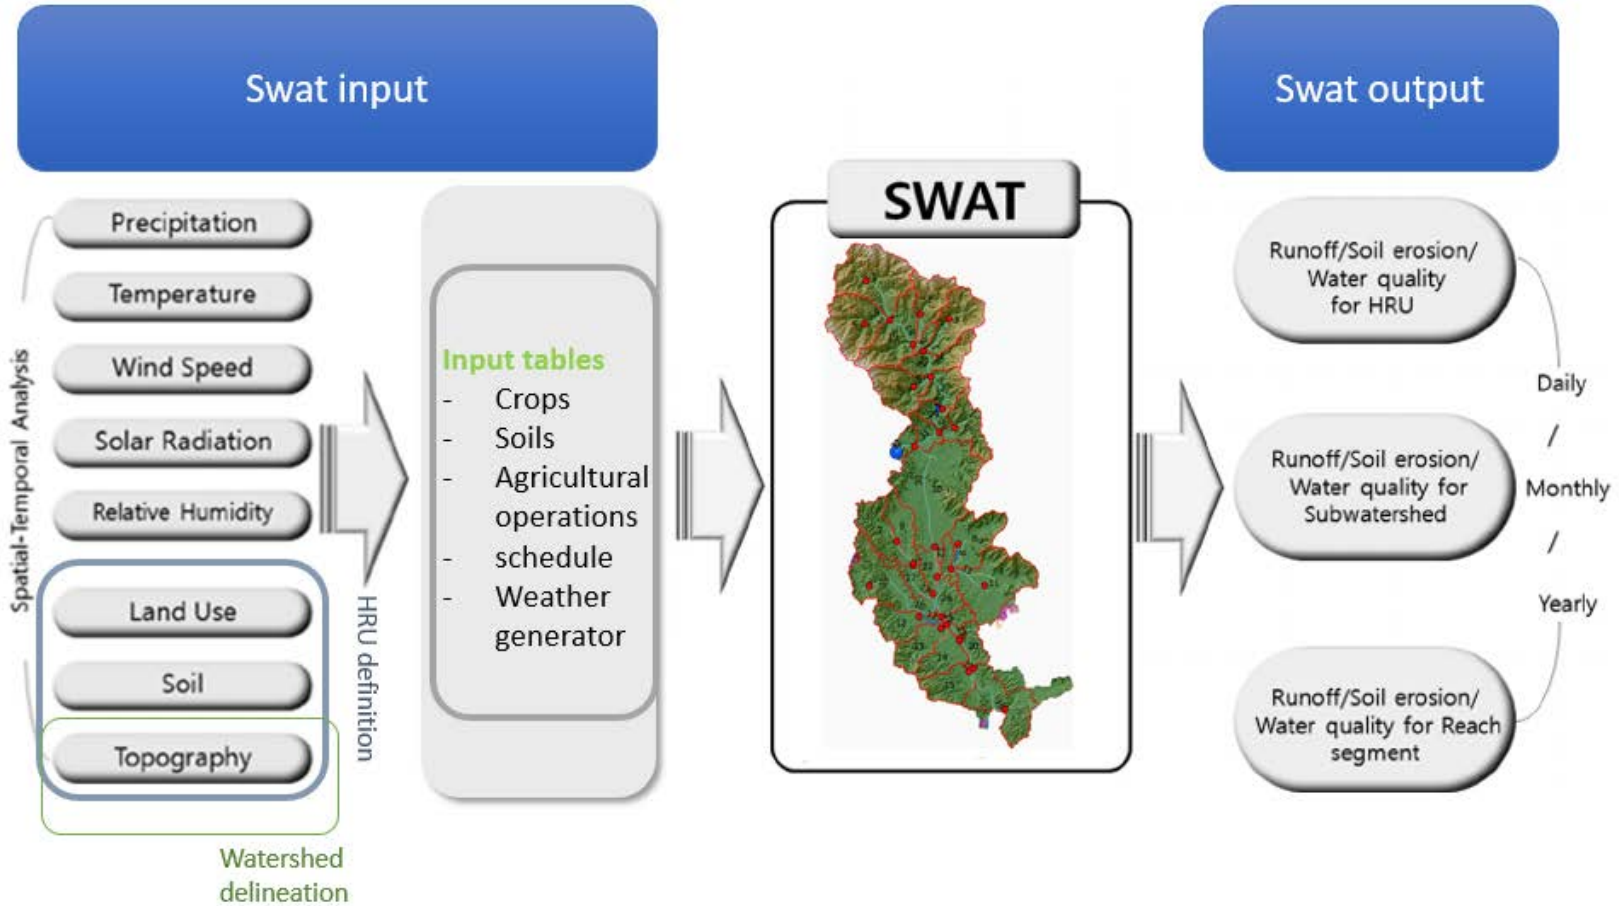 Swat input
Swat output
Spatial-Temporal Analysis
Precipitation
Temperature
Wind Speed
Solar Radiation
Relative Humidity
Land Use
Soil
Topography
HRU definition
Watershed
delineation
Input tables
- Crops
- Soils
- Agricultural
operations
- schedule
- Weather
generator
SWAT
Runoff/Soil erosion/
Water quality
for HRU
Runoff/Soil erosion/
Water quality for
Subwatershed
Runoff/Soil erosion/
Water quality for Reach
segment
Daily
/
Monthly
/
Yearly